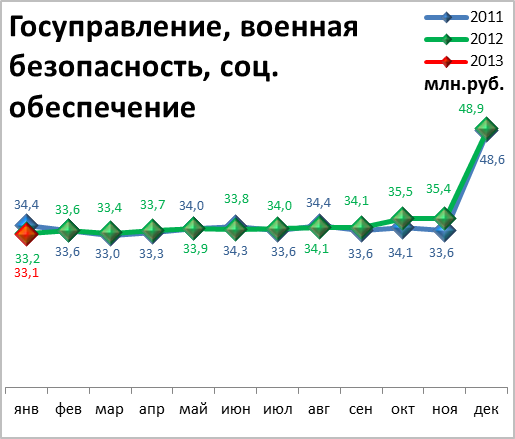 Госуправление, военная
безопасность, соц.
обеспечение
2011
2012
2013
млн.руб.
48,9
48,6
34,4 33,6 33,4 33,7 34,0 33,8 34,0 34,4 34,1 35,5 35,4
33,2 33,6 33,0 33,3 33,9 34,3 33,6 34,1 33,6 34,1 33,6
33,1
янв фев мар апр май июн июл авг сен окт ноя дек